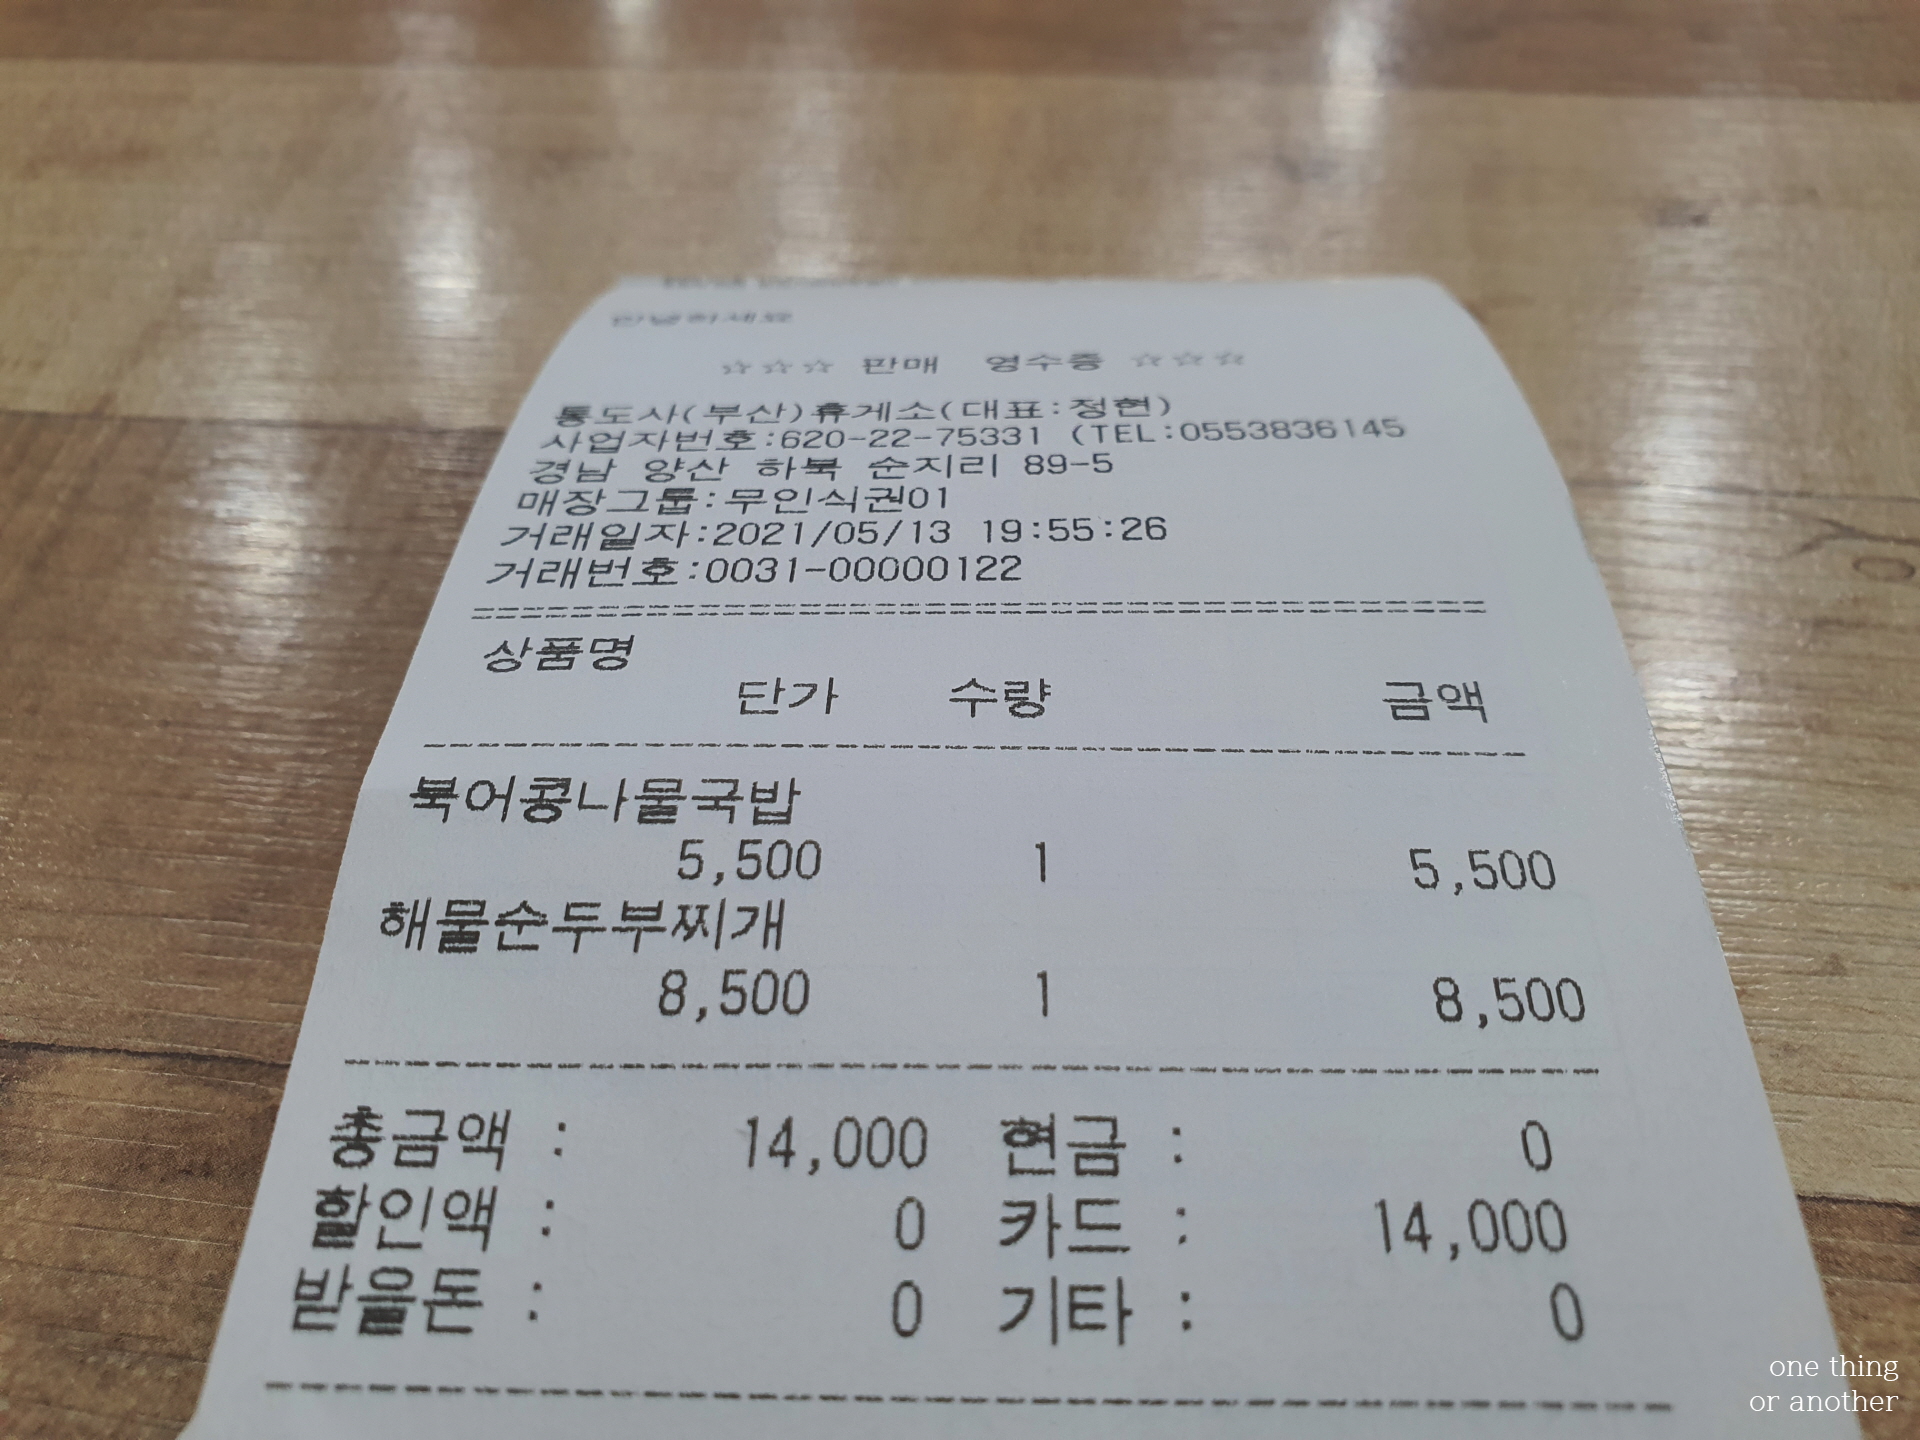 안녕하세요
☆☆☆ 판매 영수증 ☆☆☆
통도사(부산)휴게소(대표:정현)
사업자번호:620-22-75331 (TEL:0553836145
경남 양산 하북 순지리 89-5
매장그룹:무인식권01
거래일자:2021/05/13 19:55:26
거래번호:0031-00000122
상품명
단가 수량 금액
북어콩나물국밥
5,500 1 5,500
해물순두부찌개
8,500 1 8,500
총금액 : 14,000 현금 : 0
할인액 : 0 카드 : 14,000
받을돈 : 0 기타 : 0
one thing
or another